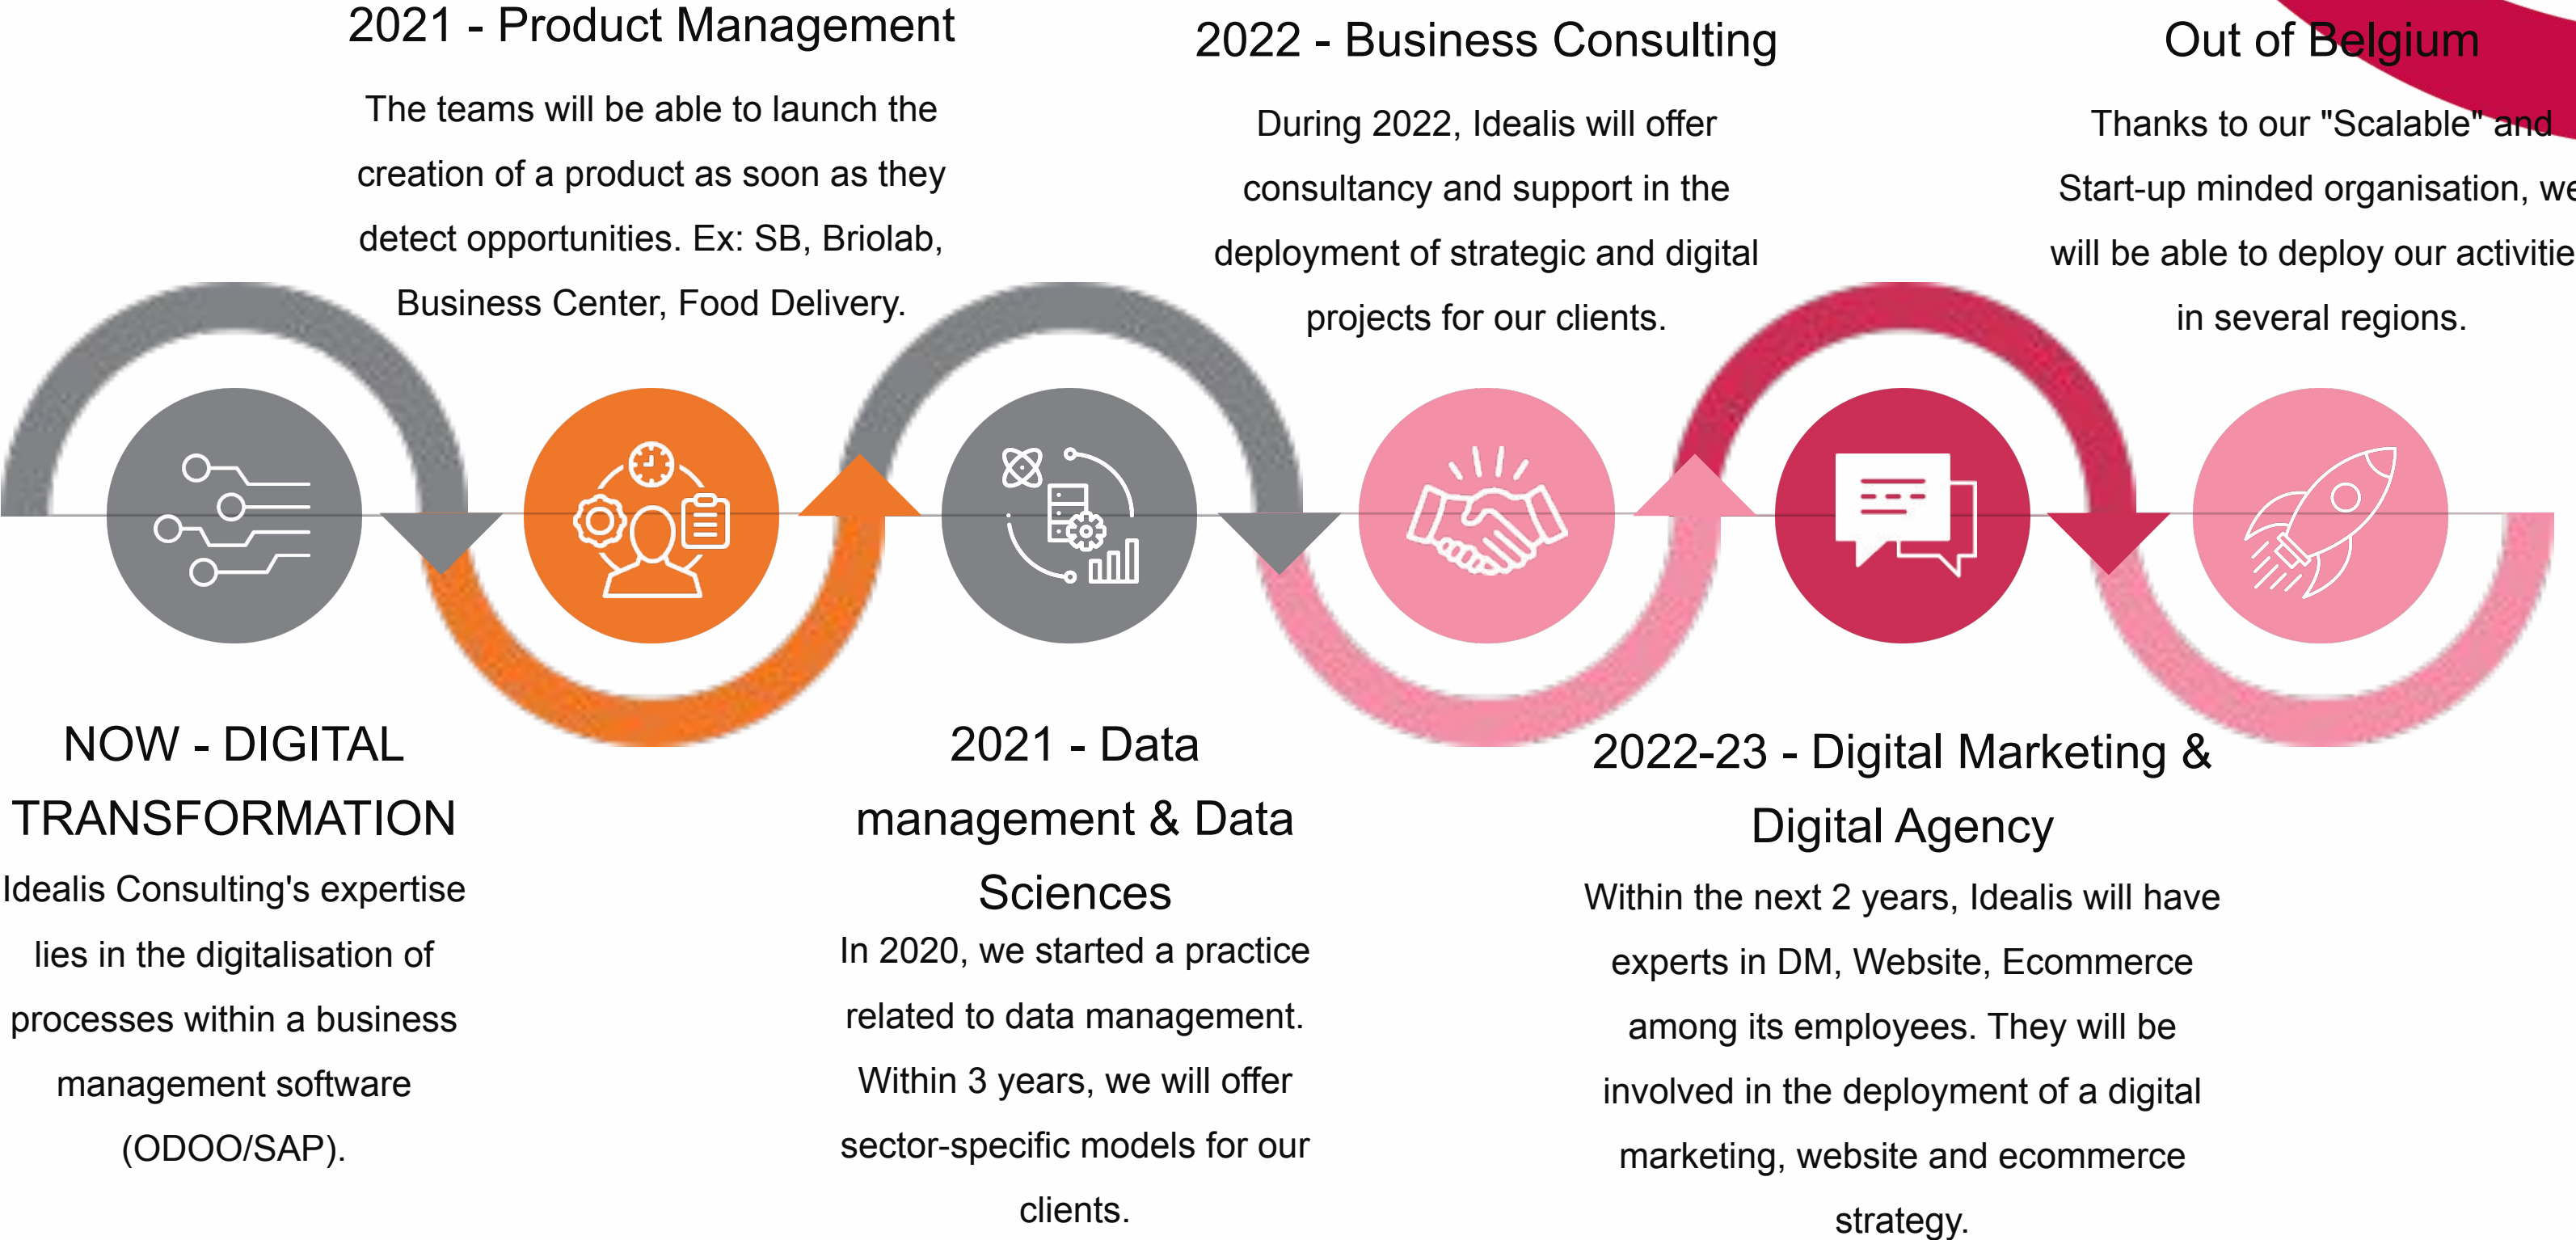 2021 - Product Management
The teams will be able to launch the
creation of a product as soon as they
detect opportunities. Ex: SB, Briolab,
Business Center, Food Delivery.
2022 - Business Consulting
During 2022, Idealis will offer
consultancy and support in the
deployment of strategic and digital
projects for our clients.
Out of Belgium
Thanks to our "Scalable" and
Start-up minded organisation, we
will be able to deploy our activitie
in several regions.
NOW - DIGITAL
TRANSFORMATION
Idealis Consulting's expertise
lies in the digitalisation of
processes within a business
management software
(ODOO/SAP).
2021 - Data
management & Data
Sciences
In 2020, we started a practice
related to data management.
Within 3 years, we will offer
sector-specific models for our
clients.
2022-23 - Digital Marketing &
Digital Agency
Within the next 2 years, Idealis will have
experts in DM, Website, Ecommerce
among its employees. They will be
involved in the deployment of a digital
marketing, website and ecommerce
strategy.